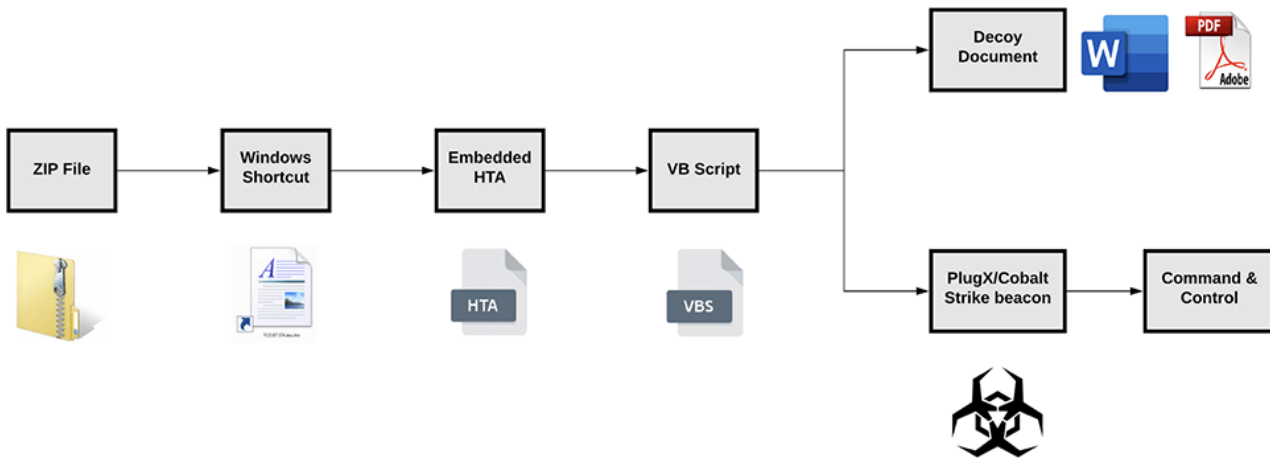 Decoy
Document
W
PDF
Adobe
ZIP File
Windows
Shortcut
Embedded
HTA
VB Script
A
HTA
VBS
PlugX/Cobalt
Strike beacon
Command &
Control